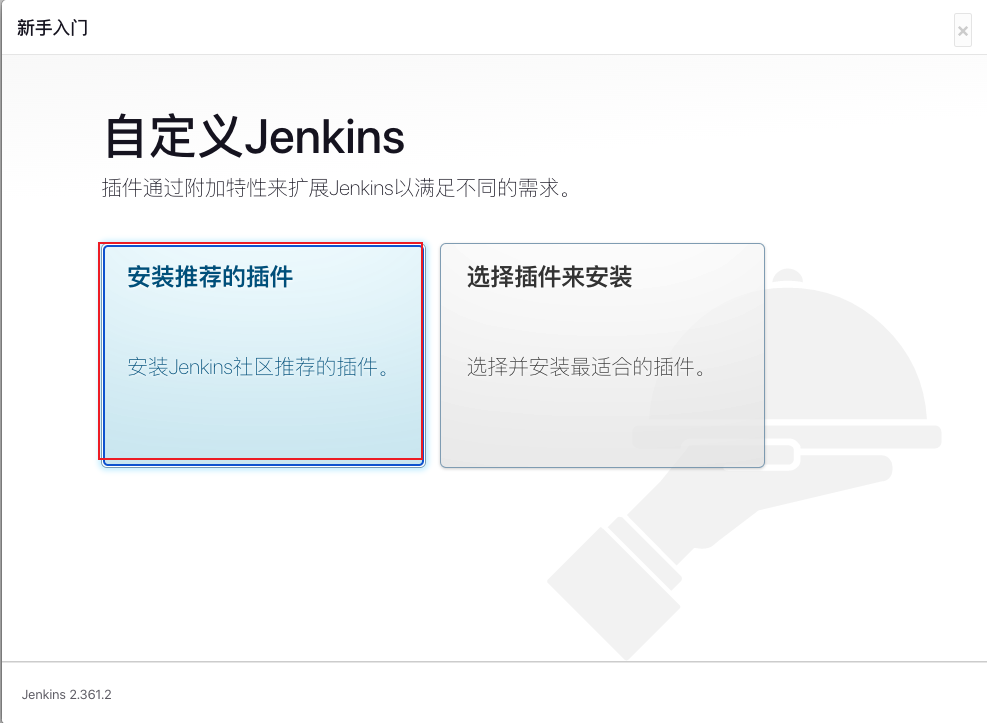 新手入门
×
自定义Jenkins
插件通过附加特性来扩展Jenkins以满足不同的需求。
安装推荐的插件
安装Jenkins社区推荐的插件。
选择插件来安装
选择并安装最适合的插件。
Jenkins 2.361.2